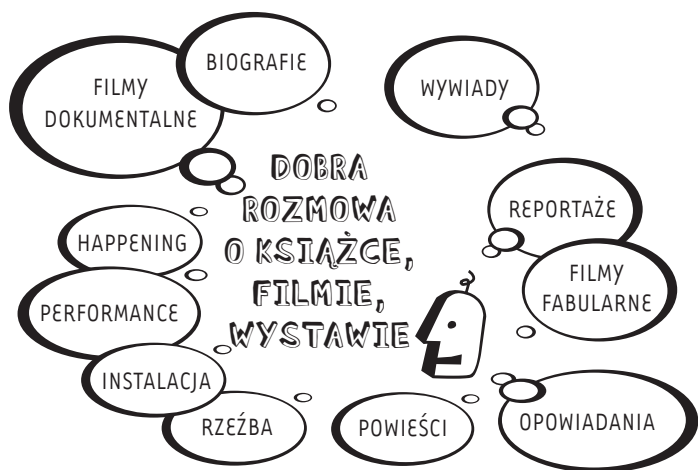 BIOGRAFIE
FILMY
DOKUMENTALNE
WYWIADY
DOBRA
ROZMOWA
O KSIĄŻCE,
FILMIE,
WYSTAWIE
REPORTAŻE
HAPPENING
FILMY
FABULARNE
PERFORMANCE
INSTALACJA
RZEŹBA
POWIEŚCI
OPOWIADANIA